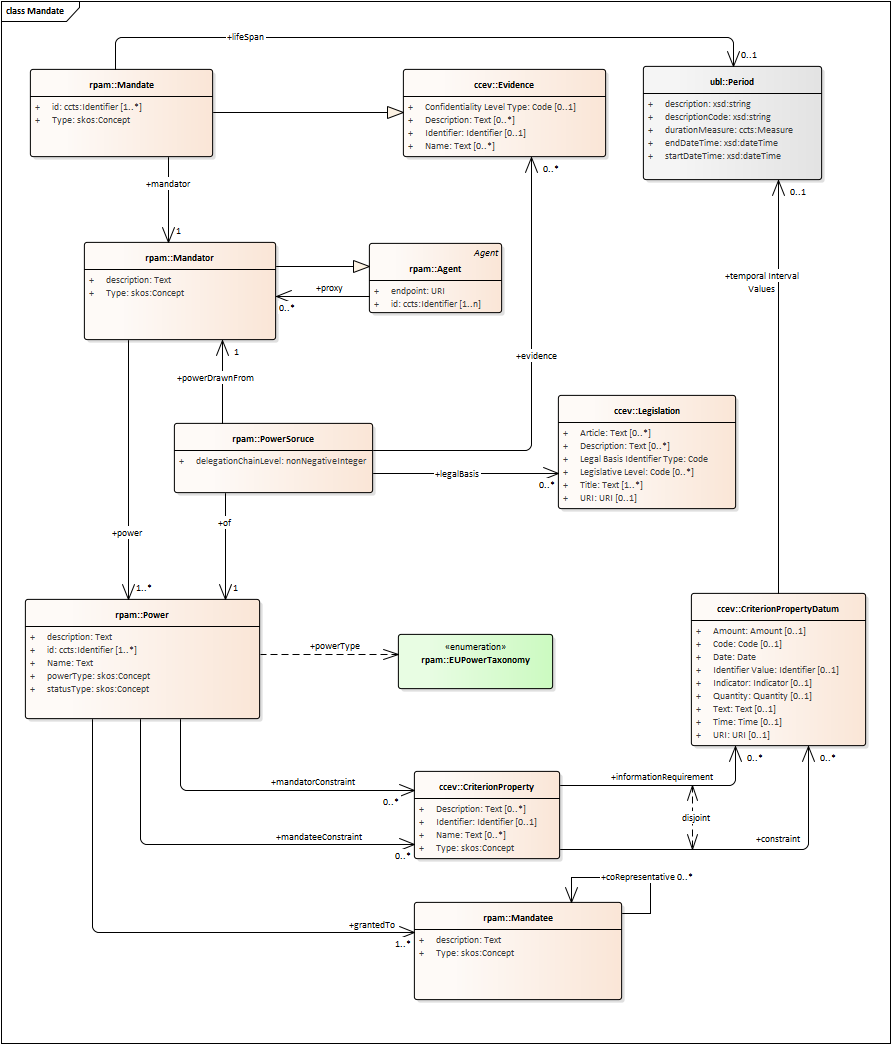 class Mandate
+lifeSpan
0..1
rpam::Mandate
+ id: ccts:Identifier [1..*]
+ Type: skos:Concept
ccev::Evidence
+ Confidentiality Level Type: Code [0..1]
+ Description: Text [0..*]
+ Identifier: Identifier [0..1]
+ Name: Text [0..*]
ubl::Period
+ description: xsd:string
+ descriptionCode: xsd:string
+ durationMeasure: ccts:Measure
+ endDateTime: xsd:dateTime
+ startDateTime: xsd:dateTime
+mandator
1
0..*
0..1
rpam::Mandator
+ description: Text
+ Type: skos:Concept
Agent
rpam::Agent
+ endpoint: URI
+ id: ccts:Identifier [1..n]
+proxy
0..*
+temporal Interval
Values
1
+powerDrawnFrom
+evidence
rpam::PowerSoruce
+ delegationChainLevel: nonNegativeInteger
ccev::Legislation
+ Article: Text [0..*]
+ Description: Text [0..*]
+ Legal Basis Identifier Type: Code
+ Legislative Level: Code [0..*]
+ Title: Text [1..*]
+ URI: URI [0..1]
+legalBasis
0..*
+of
+power
1..*
1
rpam::Power
+ description: Text
+ id: ccts:Identifier [1..*]
+ Name: Text
+ powerType: skos:Concept
+ statusType: skos:Concept
+powerType
«enumeration»
rpam::EUPowerTaxonomy
ccev::CriterionPropertyDatum
+ Amount: Amount [0..1]
+ Code: Code [0..1]
+ Date: Date
+ Identifier Value: Identifier [0..1]
+ Indicator: Indicator [0..1]
+ Quantity: Quantity [0..1]
+ Text: Text [0..1]
+ Time: Time [0..1]
+ URI: URI [0..1]
0..*
0..*
+mandatorConstraint
0..*
ccev::CriterionProperty
+ Description: Text [0..*]
+ Identifier: Identifier [0..1]
+ Name: Text [0..*]
+ Type: skos:Concept
+informationRequirement
disjoint
+constraint
+mandateeConstraint
0..*
+coRepresentative 0..*
+grantedTo
1..*
rpam::Mandatee
+ description: Text
+ Type: skos:Concept